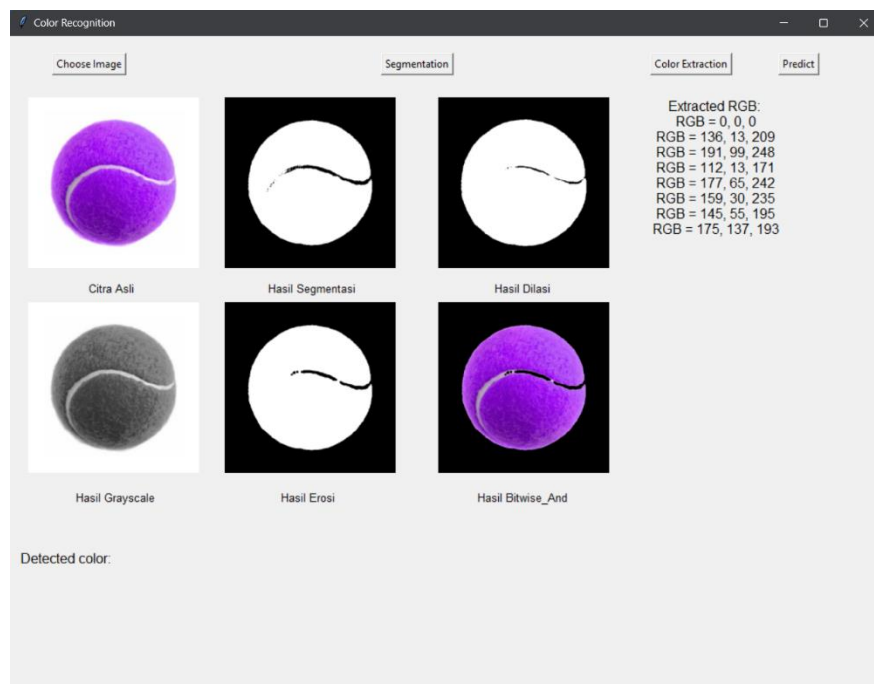 Color Recognition
Choose Image
Segmentation
Color Extraction
Predict
Extracted RGB:
RGB = 0, 0, 0
RGB = 136, 13, 209
RGB = 191, 99, 248
RGB = 112, 13, 171
RGB = 177, 65, 242
RGB = 159, 30, 235
RGB = 145, 55, 195
RGB = 175, 137, 193
Citra Asli
Hasil Segmentasi
Hasil Dilasi
Hasil Grayscale
Hasil Erosi
Hasil Bitwise_And
Detected color: